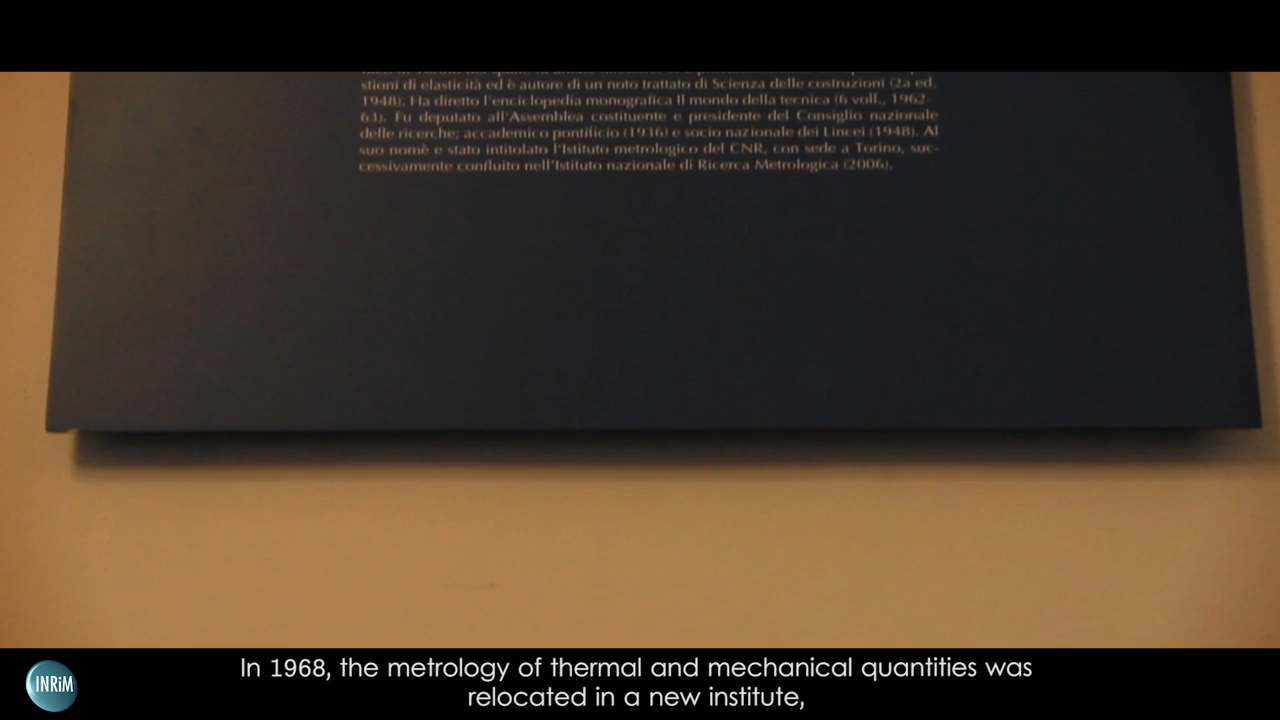 stioni di elasticità ed è autore di un noto trattato di Scienza delle costruzioni (2a ed.
1948). Ha diretto l'enciclopedia monografica Il mondo della tecnica (6 voll., 1962-
63). Fu deputato all'Assemblea costituente e presidente del Consiglio nazionale
delle ricerche; accademico pontificio (1936) e socio nazionale dei Lincei (1948). Al
suo nome è stato intitolato l'Istituto metrologico del CNR, con sede a Torino, suc-
cessivamente confluito nell'Istituto nazionale di Ricerca Metrologica (2006).
In 1968, the metrology of thermal and mechanical quantities was
relocated in a new institute,
INRiM